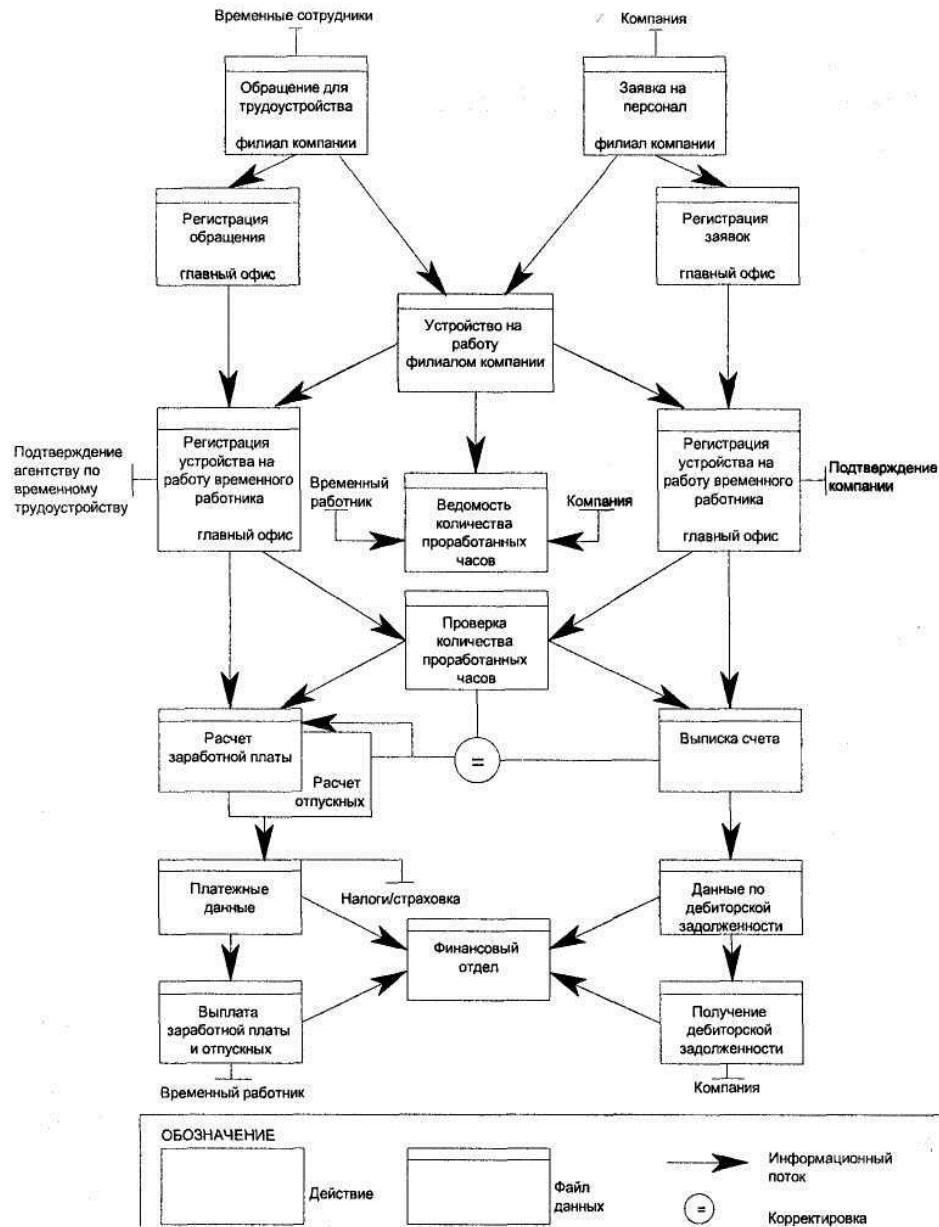 Временные сотрудники
Компания
Обращение для
трудоустройства
филиал компании
Заявка на
персонал
филиал компании
Регистрация
обращения
главный офис
Регистрация
заявок
главный офис
Устройство на
работу
филиалом компании
Подтверждение
агентству по
временному
трудоустройству
Регистрация
устройства на
работу временного
работника
главный офис
Временный
работник
Компания
Ведомость
количества
проработанных
часов
Регистрация
устройства на
работу временного
работника
главный офис
Подтверждение
компании
Проверка
количества
проработанных
часов
Расчет
заработной платы
Расчет
отпускных
=
Выписка счета
Платежные
данные
Налоги/страховка
Данные по
дебиторской
задолженности
Финансовый
отдел
Выплата
заработной платы
и отпускных
Временный работник
Получение
дебиторской
задолженности
Компания
ОБОЗНАЧЕНИЕ
Действие
Файл
данных
Информационный
поток
=
Корректировка